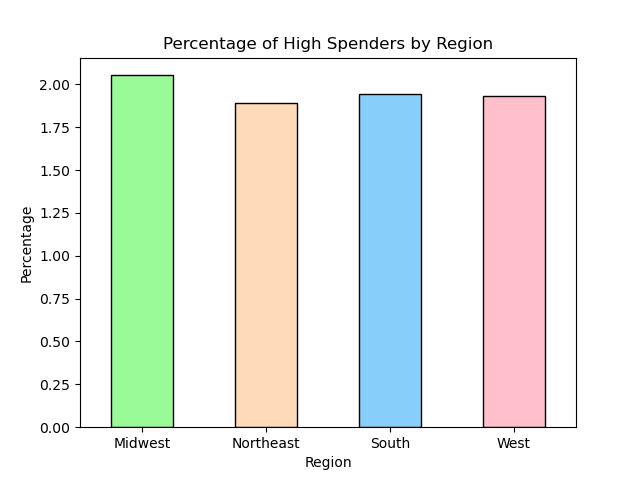 Percentage of High Spenders by Region
2.00
1.75
1.50
1.25
1.00
0.75
0.50
0.25
0.00
Percentage
Midwest Northeast South West
Region